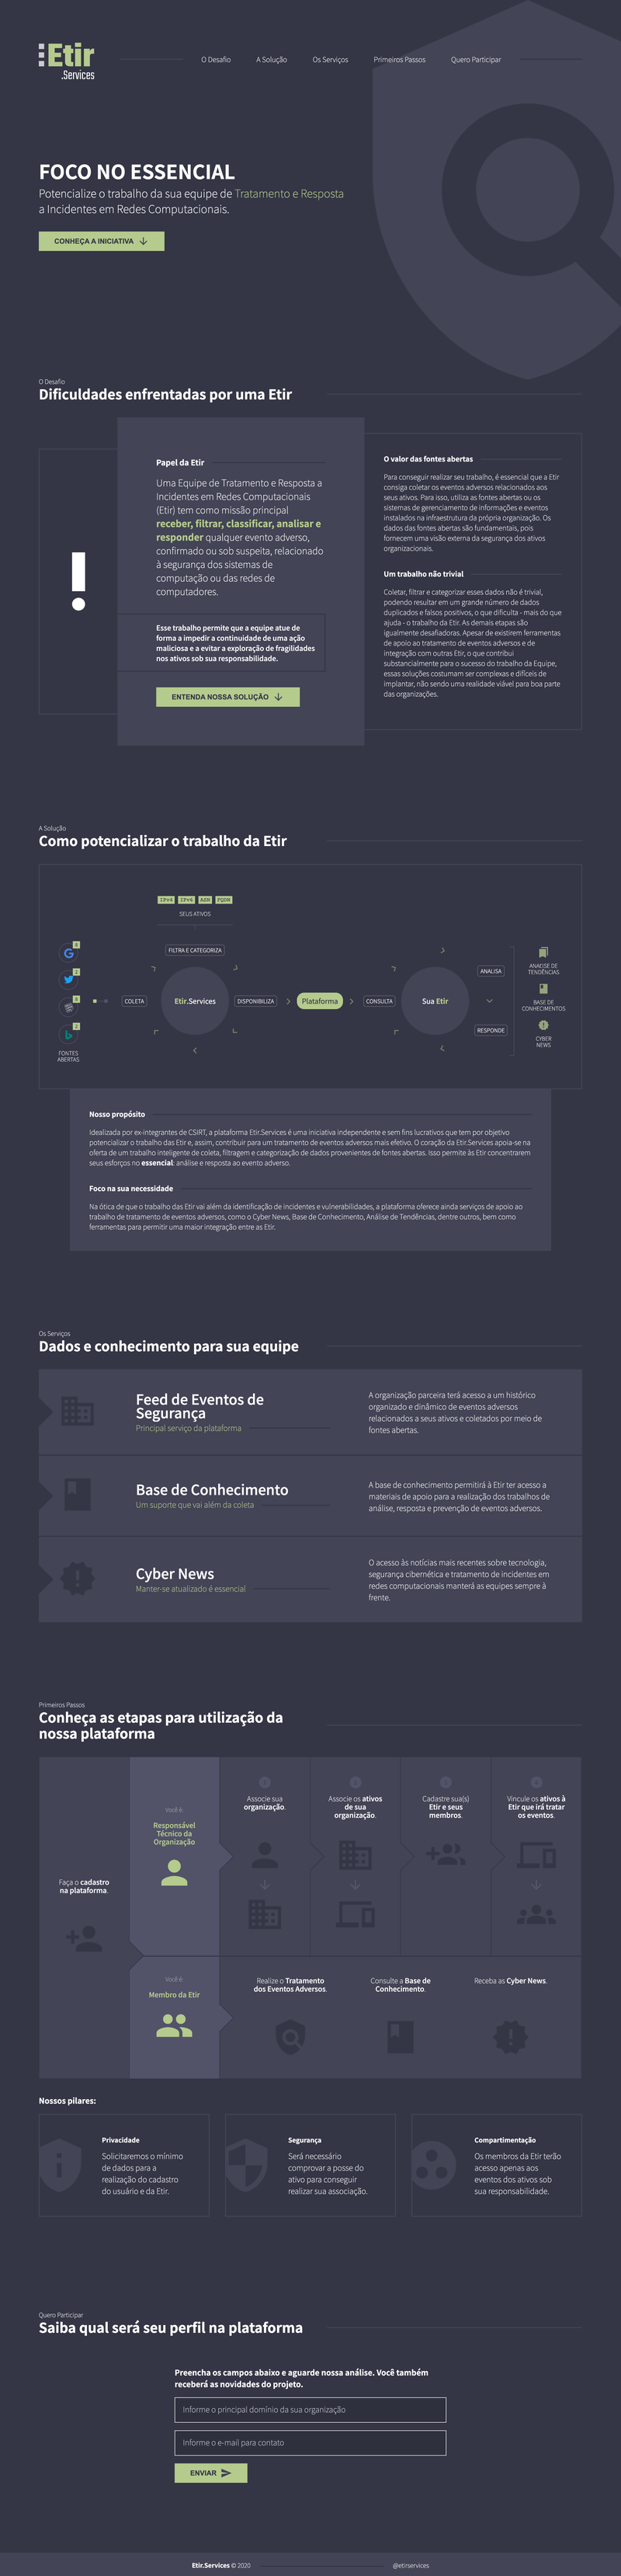 Etir
.Services
O Desafio
A Solução
Os Serviços
Primeiros Passos
Quero Participar
FOCO NO ESSENCIAL
Potencialize o trabalho da sua equipe de Tratamento e Resposta
a Incidentes em Redes Computacionais.
CONHEÇA A INICIATIVA
O Desafio
Dificuldades enfrentadas por uma Etir
!
Papel da Etir
Uma Equipe de Tratamento e Resposta a
Incidentes em Redes Computacionais
(Etir) tem como missão principal
receber, filtrar, classificar, analisar e
responder qualquer evento adverso,
confirmado ou sob suspeita, relacionado
à segurança dos sistemas de
computação ou das redes de
computadores.
Esse trabalho permite que a equipe atue de
forma a impedir a continuidade de uma ação
maliciosa e a evitar a exploração de fragilidades
nos ativos sob sua responsabilidade.
ENTENDA NOSSA SOLUÇÃO
O valor das fontes abertas
Para conseguir realizar seu trabalho, é essencial que a Etir
consiga coletar os eventos adversos relacionados aos
seus ativos. Para isso, utiliza as fontes abertas ou os
sistemas de gerenciamento de informações e eventos
instalados na infraestrutura da própria organização. Os
dados das fontes abertas são fundamentais, pois
fornecem uma visão externa da segurança dos ativos
organizacionais.
Um trabalho não trivial
Coletar, filtrar e categorizar esses dados não é trivial,
podendo resultar em um grande número de dados
duplicados e falsos positivos, o que dificulta - mais do que
ajuda - o trabalho da Etir. As demais etapas são
igualmente desafiadoras. Apesar de existirem ferramentas
de apoio ao tratamento de eventos adversos e de
integração com outras Etir, o que contribui
substancialmente para o sucesso do trabalho da Equipe,
essas soluções costumam ser complexas e difíceis de
implantar, não sendo uma realidade viável para boa parte
das organizações.
A Solução
Como potencializar o trabalho da Etir
IPv4 IPv6 ASN FQDN
SEUS ATIVOS
FILTRA E CATEGORIZA
FONTES
ABERTAS
COLETA
Etir.Services
DISPONIBILIZA
Plataforma
CONSULTA
Sua Etir
ANALISA
RESPONDE
ANÁLISE DE
TENDÊNCIAS
BASE DE
CONHECIMENTOS
CYBER
NEWS
Nosso propósito
Idealizada por ex-integrantes de CSIRT, a plataforma Etir.Services é uma iniciativa independente e sem fins lucrativos que tem por objetivo
potencializar o trabalho das Etir e, assim, contribuir para um tratamento de eventos adversos mais efetivo. O coração da Etir.Services apoia-se na
oferta de um trabalho inteligente de coleta, filtragem e categorização de dados provenientes de fontes abertas. Isso permite às Etir concentrarem
seus esforços no essencial: análise e resposta ao evento adverso.
Foco na sua necessidade
Na ótica de que o trabalho das Etir vai além da identificação de incidentes e vulnerabilidades, a plataforma oferece ainda serviços de apoio ao
trabalho de tratamento de eventos adversos, como o Cyber News, Base de Conhecimento, Análise de Tendências, dentre outros, bem como
ferramentas para permitir uma maior integração entre as Etir.
Os Serviços
Dados e conhecimento para sua equipe
Feed de Eventos de
Segurança
Principal serviço da plataforma
A organização parceira terá acesso a um histórico
organizado e dinâmico de eventos adversos
relacionados a seus ativos e coletados por meio de
fontes abertas.
Base de Conhecimento
Um suporte que vai além da coleta
A base de conhecimento permitirá à Etir ter acesso a
materiais de apoio para a realização dos trabalhos de
análise, resposta e prevenção de eventos adversos.
Cyber News
Manter-se atualizado é essencial
O acesso às notícias mais recentes sobre tecnologia,
segurança cibernética e tratamento de incidentes em
redes computacionais manterá as equipes sempre à
frente.
Primeiros Passos
Conheça as etapas para utilização da
nossa plataforma
Faça o cadastro
na plataforma.
Você é
Responsável
Técnico da
Organização
1
Associe sua
organização.
2
Associe os ativos
de sua
organização.
3
Cadastre sua(s)
Etir e seus
membros.
4
Vincule os ativos à
Etir que irá tratar
os eventos.
Você é
Membro da Etir
Realize o Tratamento
dos Eventos Adversos.
Consulte a Base de
Conhecimento.
Receba as Cyber News.
Nossos pilares:
Privacidade
Solicitaremos o mínimo
de dados para a
realização do cadastro
do usuário e da Etir.
Segurança
Será necessário
comprovar a posse do
ativo para conseguir
realizar sua associação.
Compartimentação
Os membros da Etir terão
acesso apenas aos
eventos dos ativos sob
sua responsabilidade.
Quero Participar
Saiba qual será seu perfil na plataforma
Preencha os campos abaixo e aguarde nossa análise. Você também
receberá as novidades do projeto.
Informe o principal domínio da sua organização
Informe o e-mail para contato
ENVIAR
Etir.Services © 2020
@etirservices